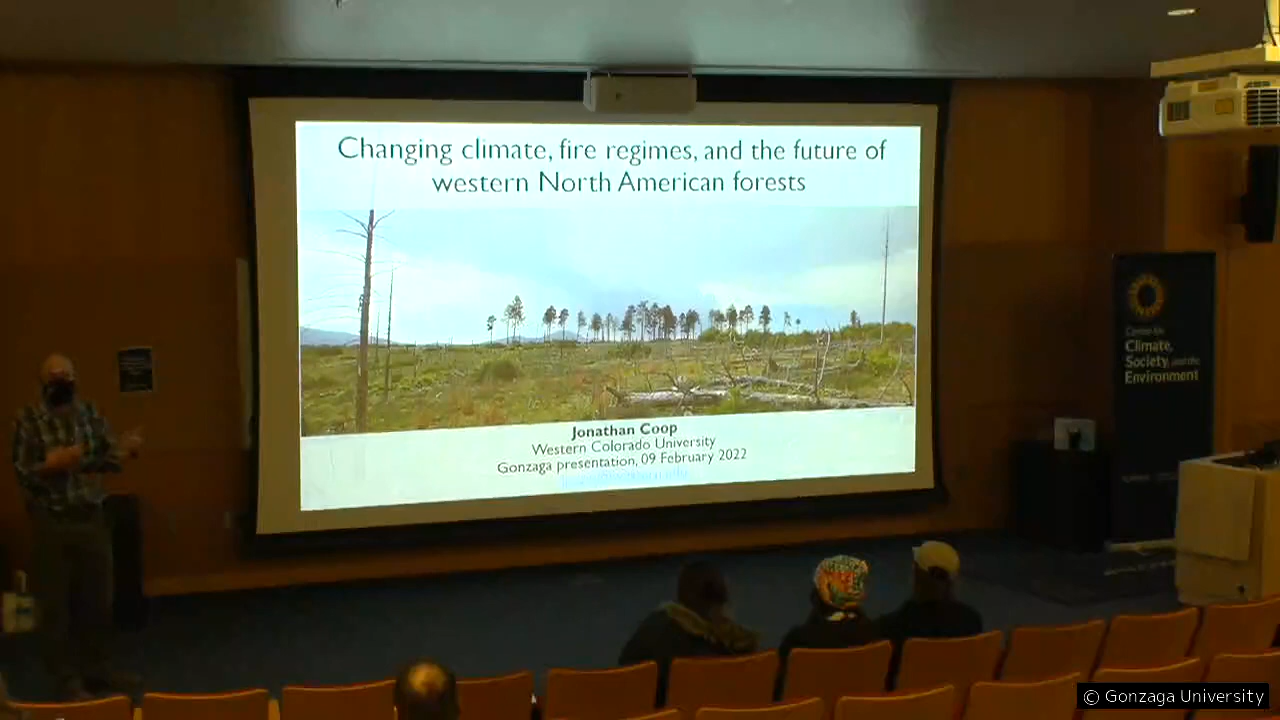 Changing climate, fire regimes, and the future of
western North American forests
Jonathan Coop
Western Colorado University
Gonzaga presentation, 09 February 2022
Center for
Climate,
Society, and the
Environment
© Gonzaga University